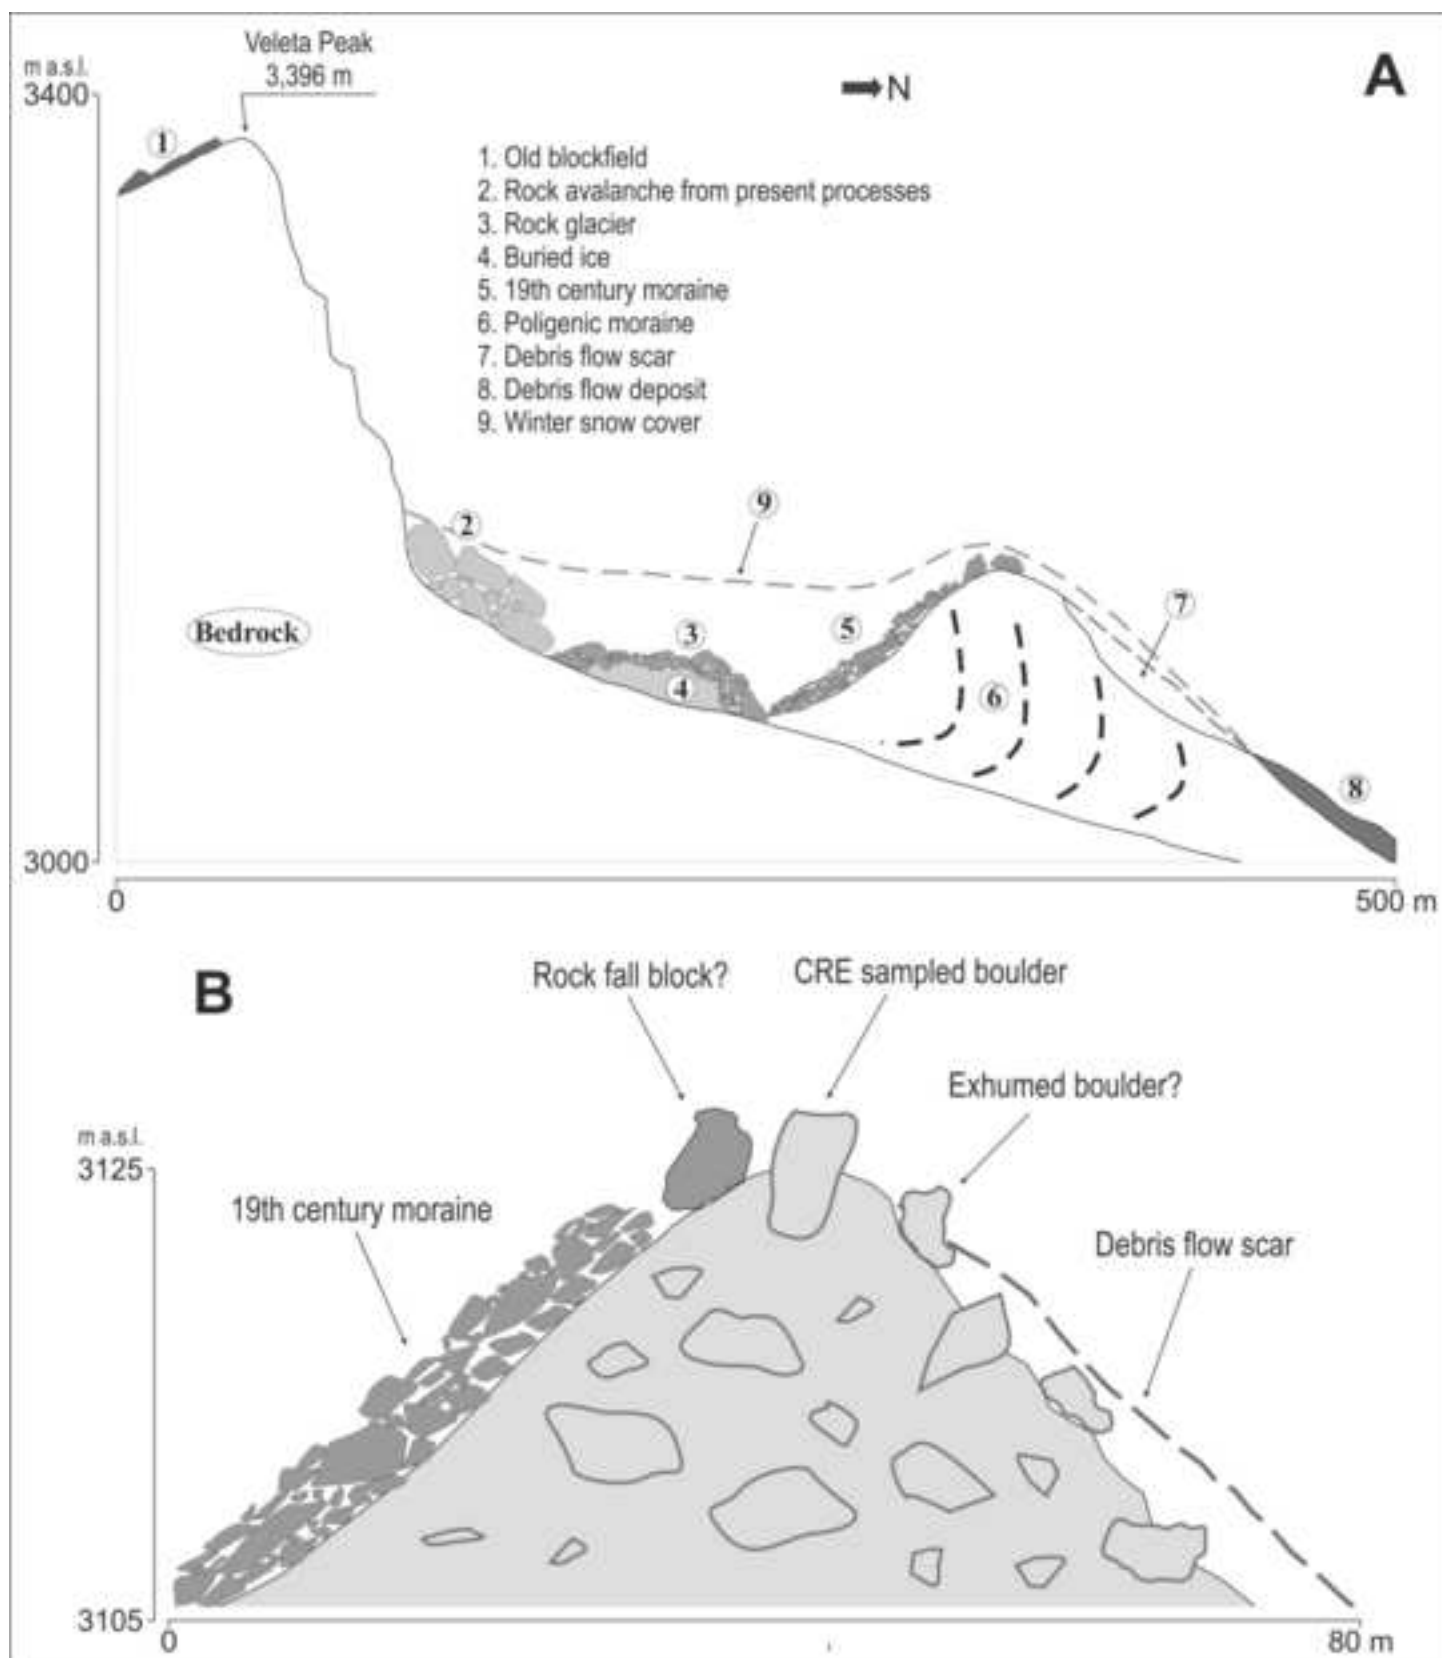 Veleta Peak
3,396 m
m a.s.l.
3400
N
A
1
1. Old blockfield
2. Rock avalanche from present processes
3. Rock glacier
4. Buried ice
5. 19th century moraine
6. Poligenic moraine
7. Debris flow scar
8. Debris flow deposit
9. Winter snow cover
9
2
7
Bedrock
3
5
4
6
8
3000
0
500 m
B
Rock fall block?
CRE sampled boulder
Exhumed boulder?
m a.s.l.
3125
19th century moraine
Debris flow scar
3105
0
80 m